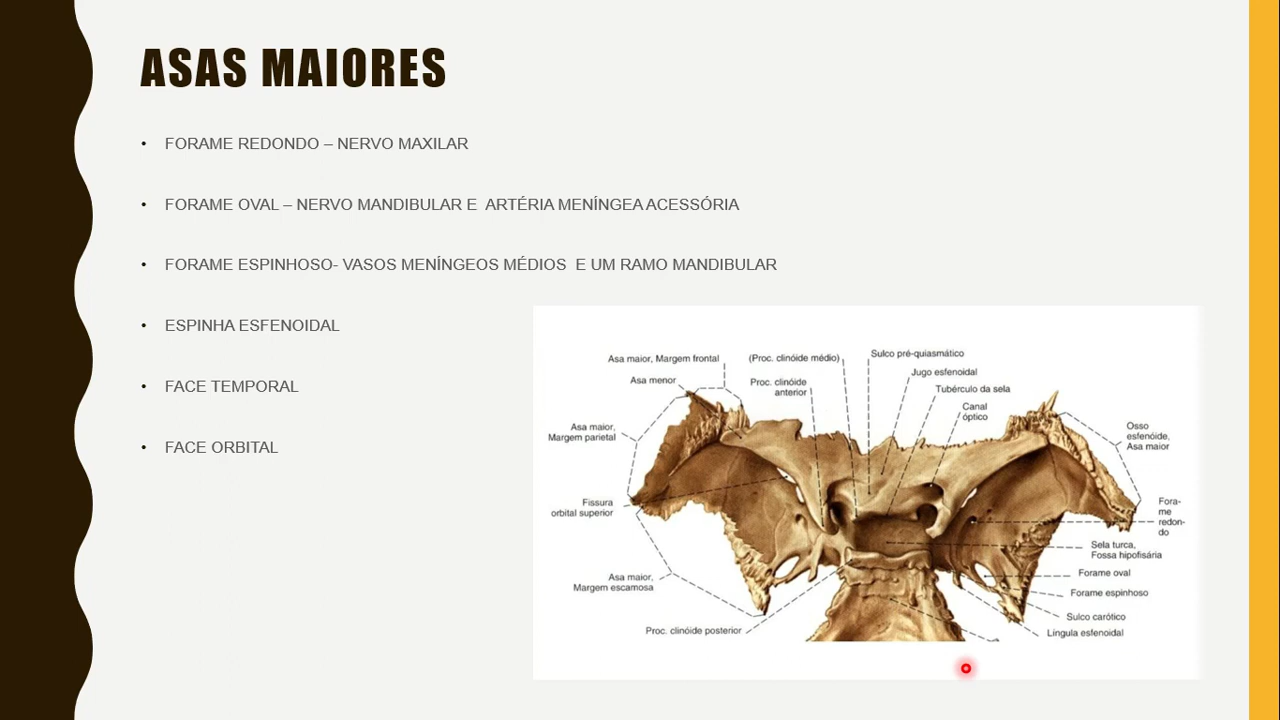 ASAS MAIORES
• FORAME REDONDO – NERVO MAXILAR
• FORAME OVAL – NERVO MANDIBULAR E  ARTÉRIA MENÍNGEA ACESSÓRIA
• FORAME ESPINHOSO- VASOS MENÍNGEOS MÉDIOS  E UM RAMO MANDIBULAR
• ESPINHA ESFENOIDAL
• FACE TEMPORAL
• FACE ORBITAL
Asa maior, Margem frontal
(Proc. clinóide médio)
Sulco pré-quiasmático
Asa menor
Proc. clinóide
anterior
Jugo esfenoidal
Tubérculo da sela
Canal
óptico
Asa maior,
Margem parietal
Osso
esfenóide,
Asa maior
Fissura
orbital superior
Fora-
me
redon-
do
Sela turca,
Fossa hipofisária
Asa maior,
Margem escamosa
Forame oval
Forame espinhoso
Sulco carótico
Proc. clinóide posterior
Língula esfenoidal